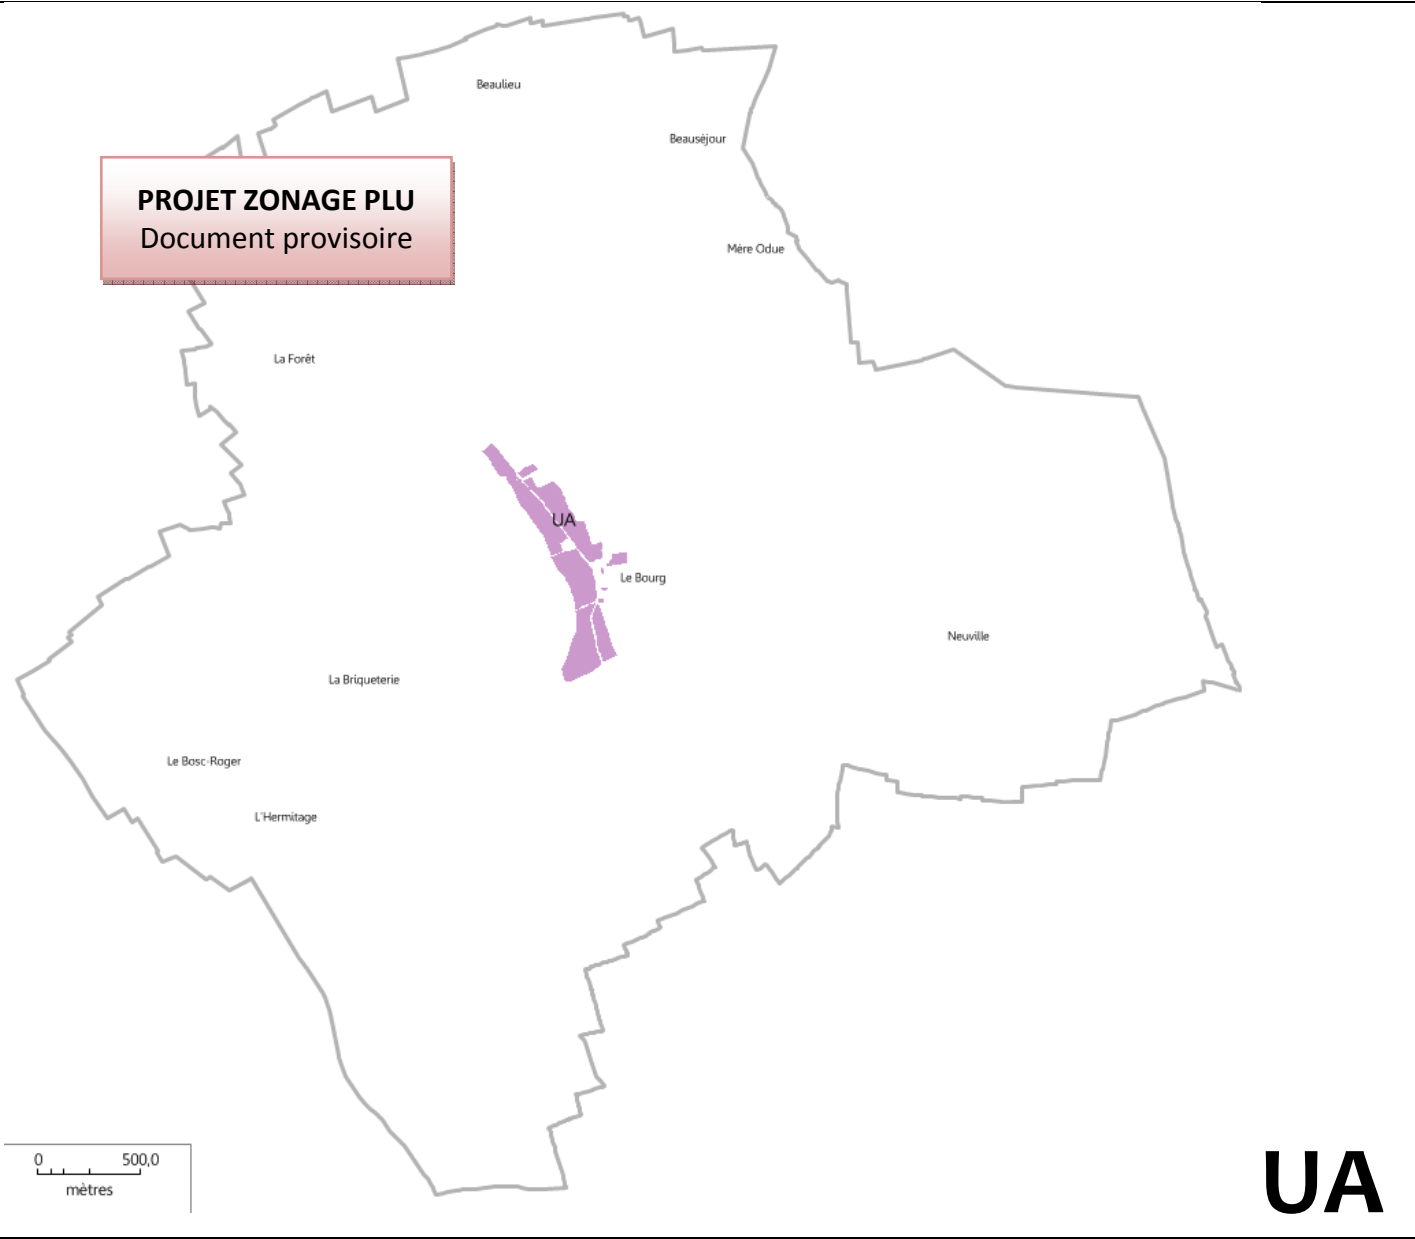 Beaulieu
Beauséjour
PROJET ZONAGE PLU
Document provisoire
Mère Odue
La Forêt
UA
Le Bourg
Neuville
La Briqueterie
Le Bosc-Roger
L'Hermitage
0 500,0
mètres
UA